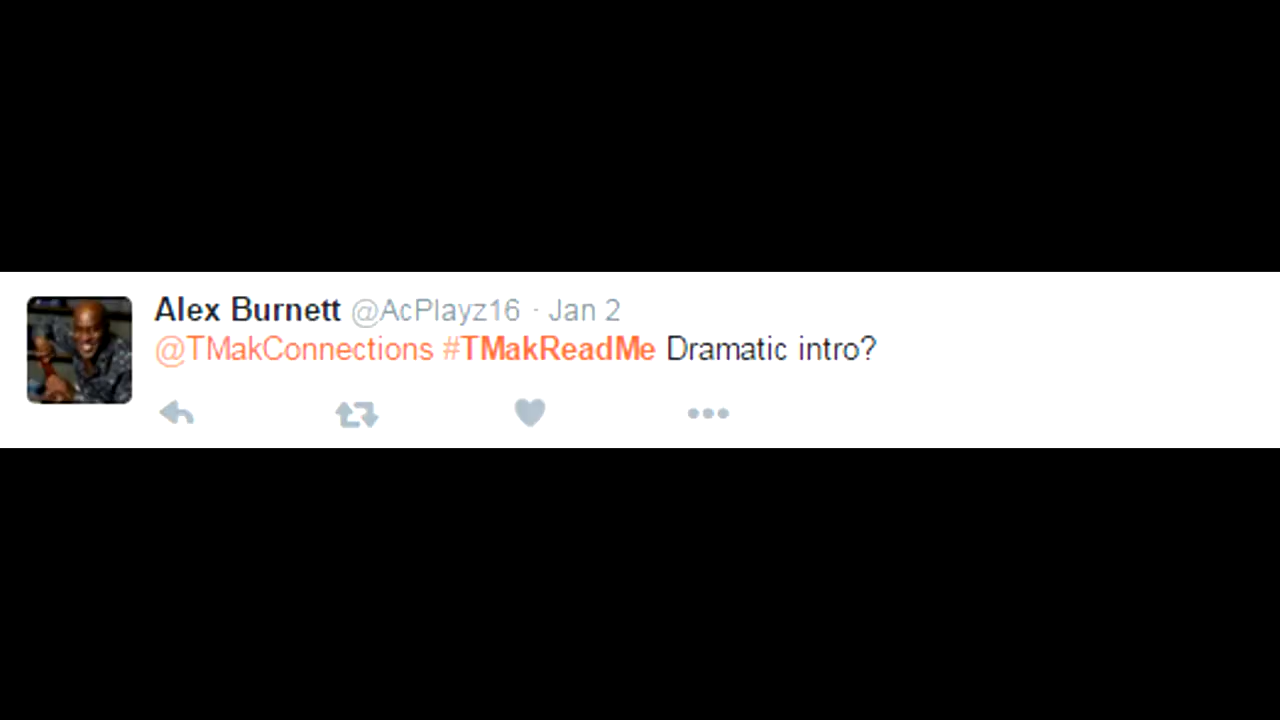 Alex Burnett @AcPlayz16 · Jan 2
@TMakConnections #TMakReadMe Dramatic intro?